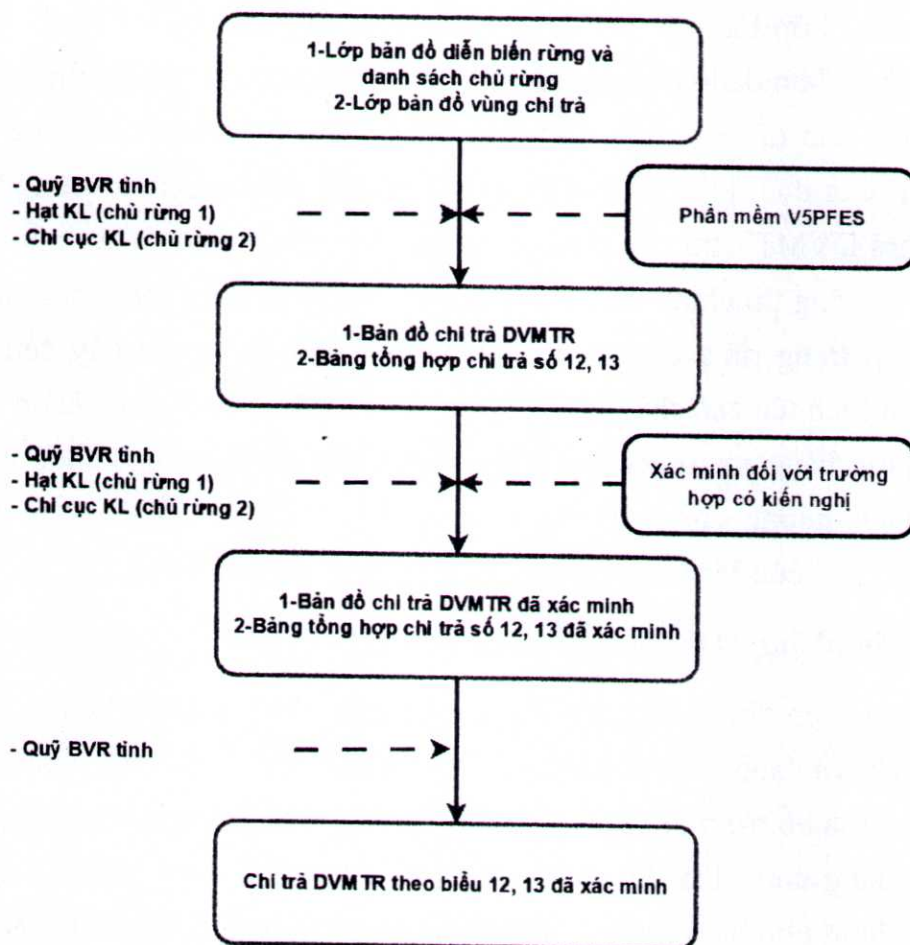 1-Lớp bản đồ diễn biến rừng và
danh sách chủ rừng
2-Lớp bản đồ vùng chi trả
- Quỹ BVR tỉnh
- Hạt KL (chủ rừng 1)
- Chi cục KL (chủ rừng 2)
Phần mềm V5PFES
1-Bản đồ chi trả DVMTR
2-Bảng tổng hợp chi trả số 12, 13
- Quỹ BVR tỉnh
- Hạt KL (chủ rừng 1)
- Chi cục KL (chủ rừng 2)
Xác minh đối với trường
hợp có kiến nghị
1-Bản đồ chi trả DVMTR đã xác minh
2-Bảng tổng hợp chi trả số 12, 13 đã xác minh
- Quỹ BVR tỉnh
Chi trả DVMTR theo biểu 12, 13 đã xác minh